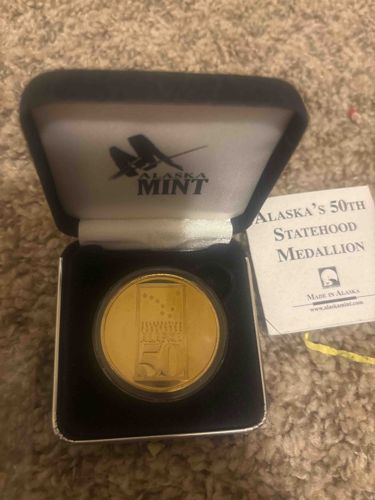 ALASKA
MINT
ALASKA'S 50TH
STATEHOOD
MEDALLION
MADE IN ALASKA
www.alaskamint.com
50